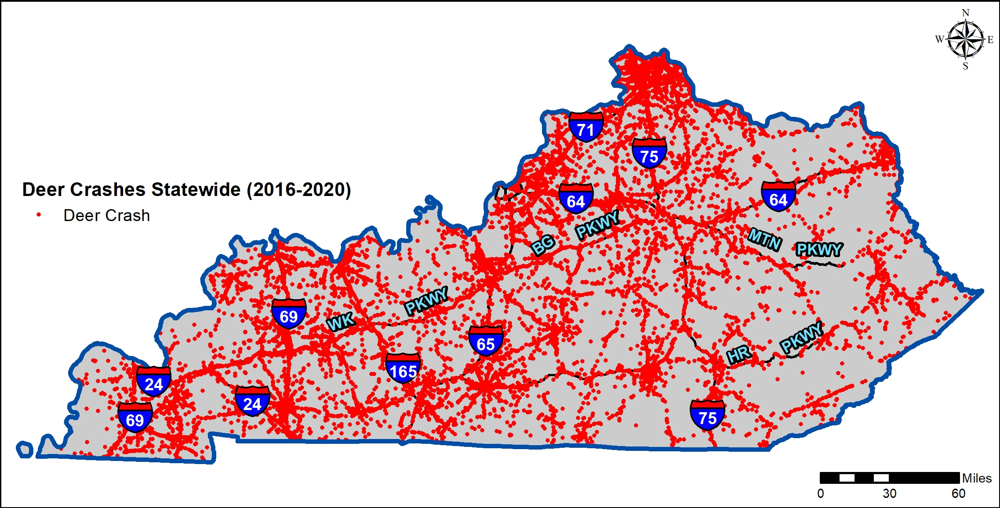 N
W
E
S
71
75
Deer Crashes Statewide (2016-2020)
64
64
Deer Crash
BG PKWY
MTN PKWY
WK PKWY
69
65
HR PKWY
165
24
24
69
75
Miles
0 30 60